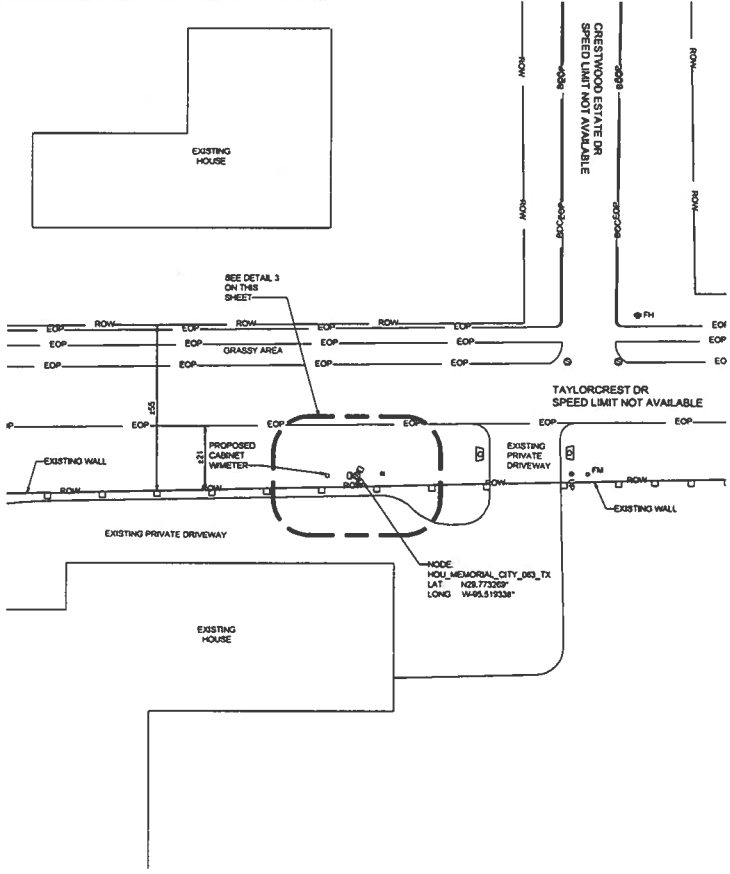 CRESTWOOD ESTATE DR
SPEED LIMIT NOT AVAILABLE
ROW
ROW
ROW
ROW
EXISTING
HOUSE
SEE DETAIL 3
ON THIS
SHEET
FH
EOP ROW EOP ROW EOP ROW EOP
EOP EOP EOP EOP
GRASSY AREA
EOP EOP EOP EOP
TAYLORCREST DR
SPEED LIMIT NOT AVAILABLE
EOP EOP EOP EOP EOP
±55
±21
PROPOSED
CABINET
W/METER
EXISTING
PRIVATE
DRIVEWAY
EXISTING WALL
FM
ROW ROW ROW ROW ROW
EXISTING WALL
EXISTING PRIVATE DRIVEWAY
NODE
HOU_MEMORIAL_CITY_063_TX
LAT N29.773269°
LONG W-95.519338°
EXISTING
HOUSE